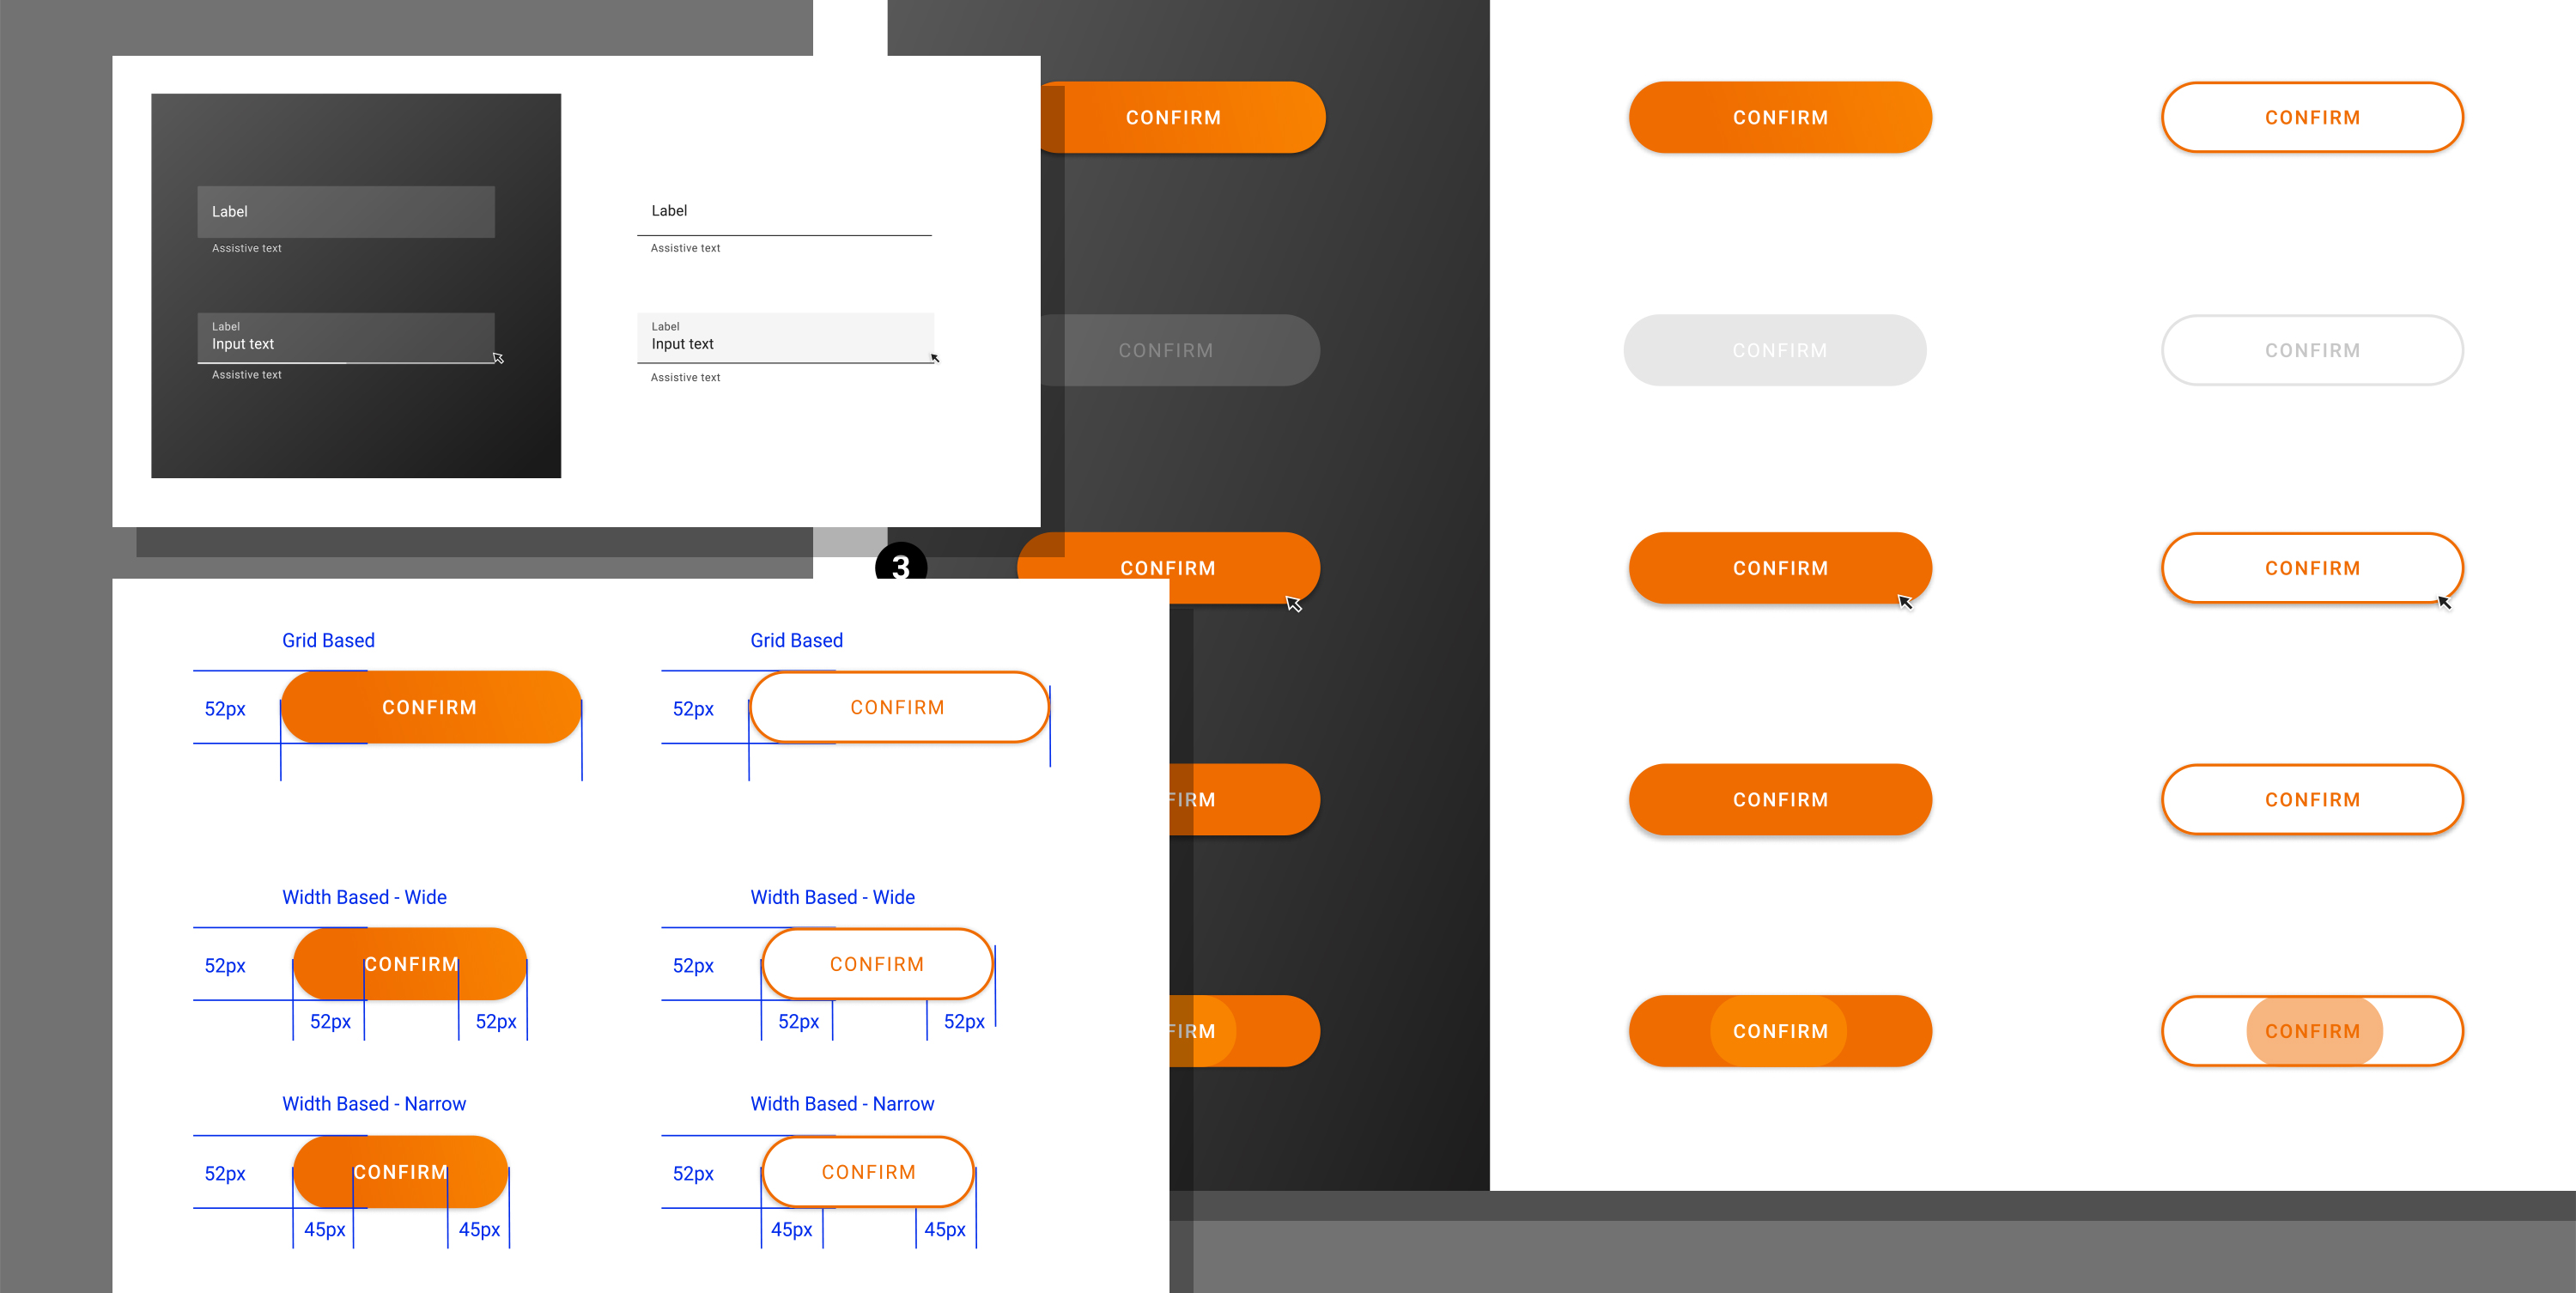 Label
Assistive text
Label
Input text
Assistive text
Label
Assistive text
Label
Input text
Assistive text
Grid Based
52px
CONFIRM
Grid Based
52px
CONFIRM
Width Based - Wide
52px
CONFIRM
52px
52px
Width Based - Wide
52px
CONFIRM
52px
52px
Width Based - Narrow
52px
CONFIRM
45px
45px
Width Based - Narrow
52px
CONFIRM
45px
45px
CONFIRM
CONFIRM
CONFIRM
CONFIRM
CONFIRM
CONFIRM
3
CONFIRM
CONFIRM
CONFIRM
FIRM
CONFIRM
CONFIRM
FIRM
CONFIRM
CONFIRM